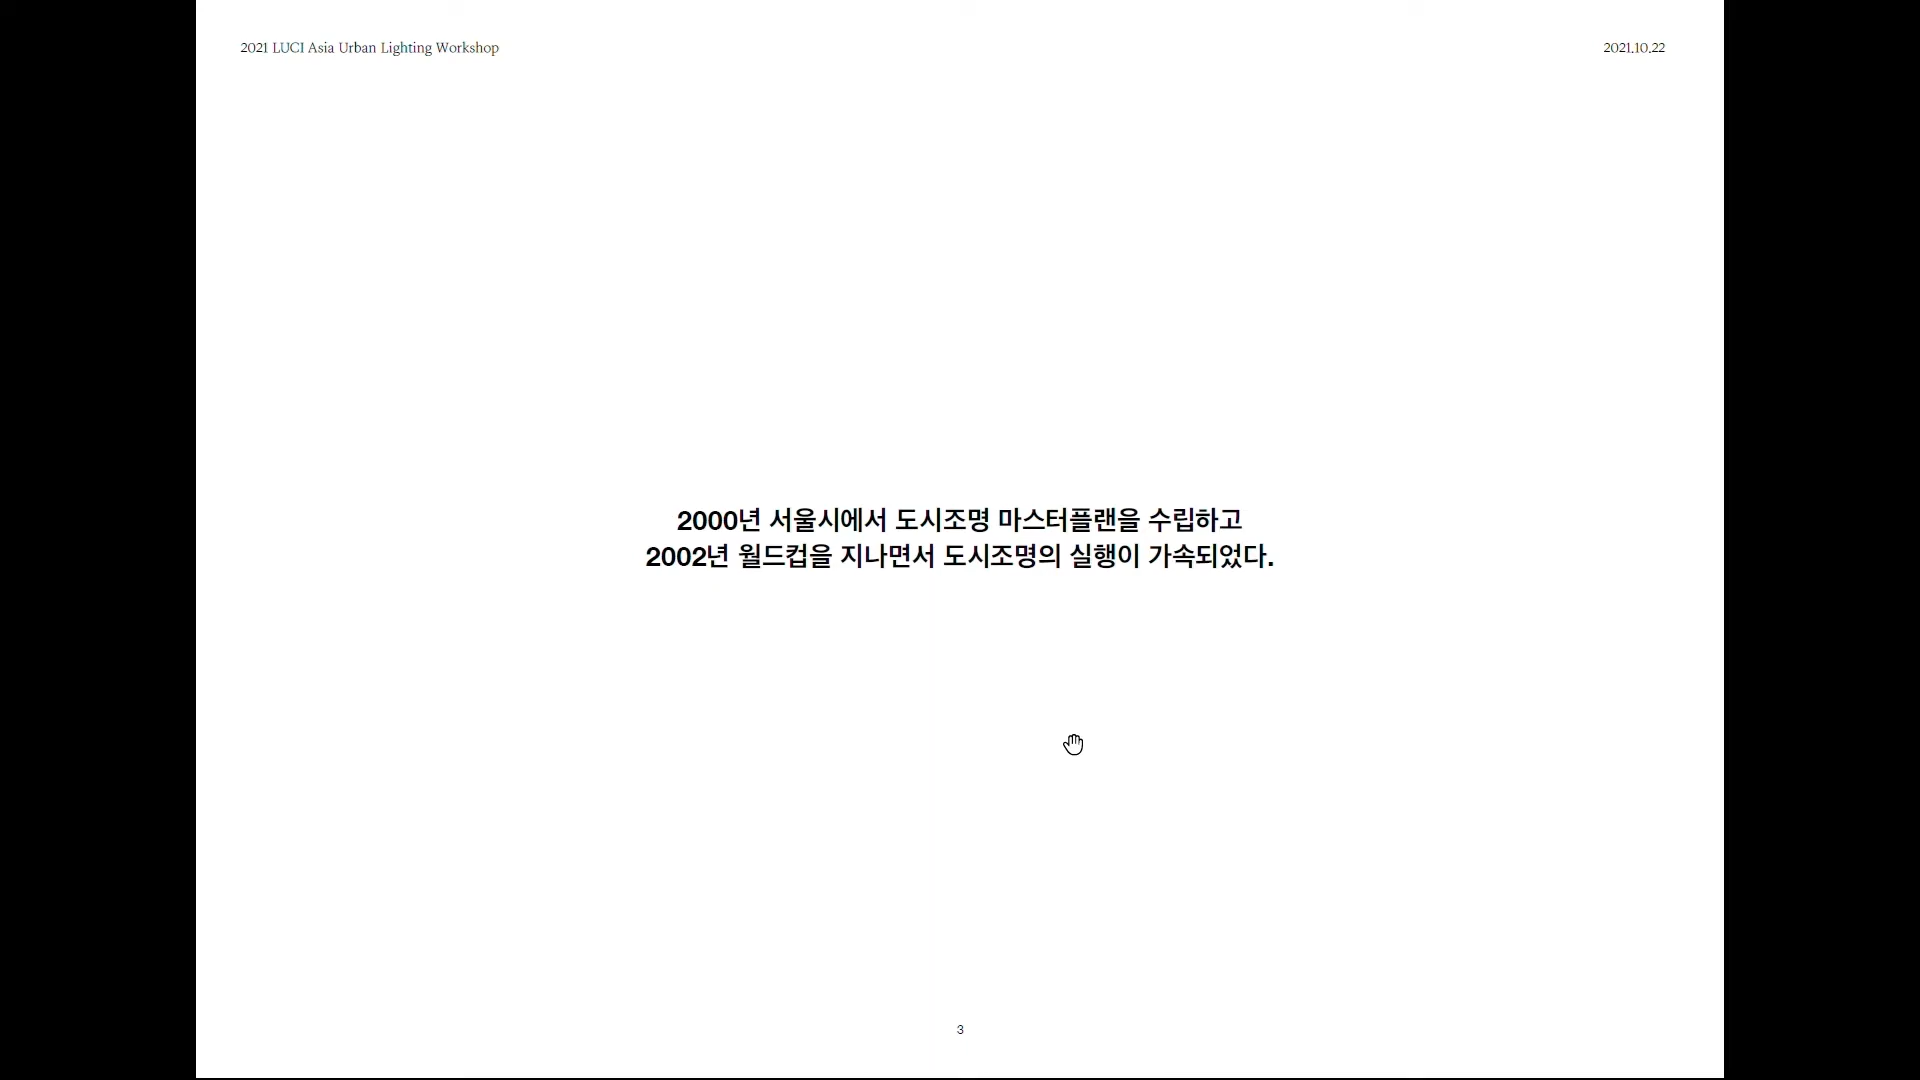 2021 LUCI Asia Urban Lighting Workshop
2021.10.22
2000년 서울시에서 도시조명 마스터플랜을 수립하고
2002년 월드컵을 지나면서 도시조명의 실행이 가속되었다.
3